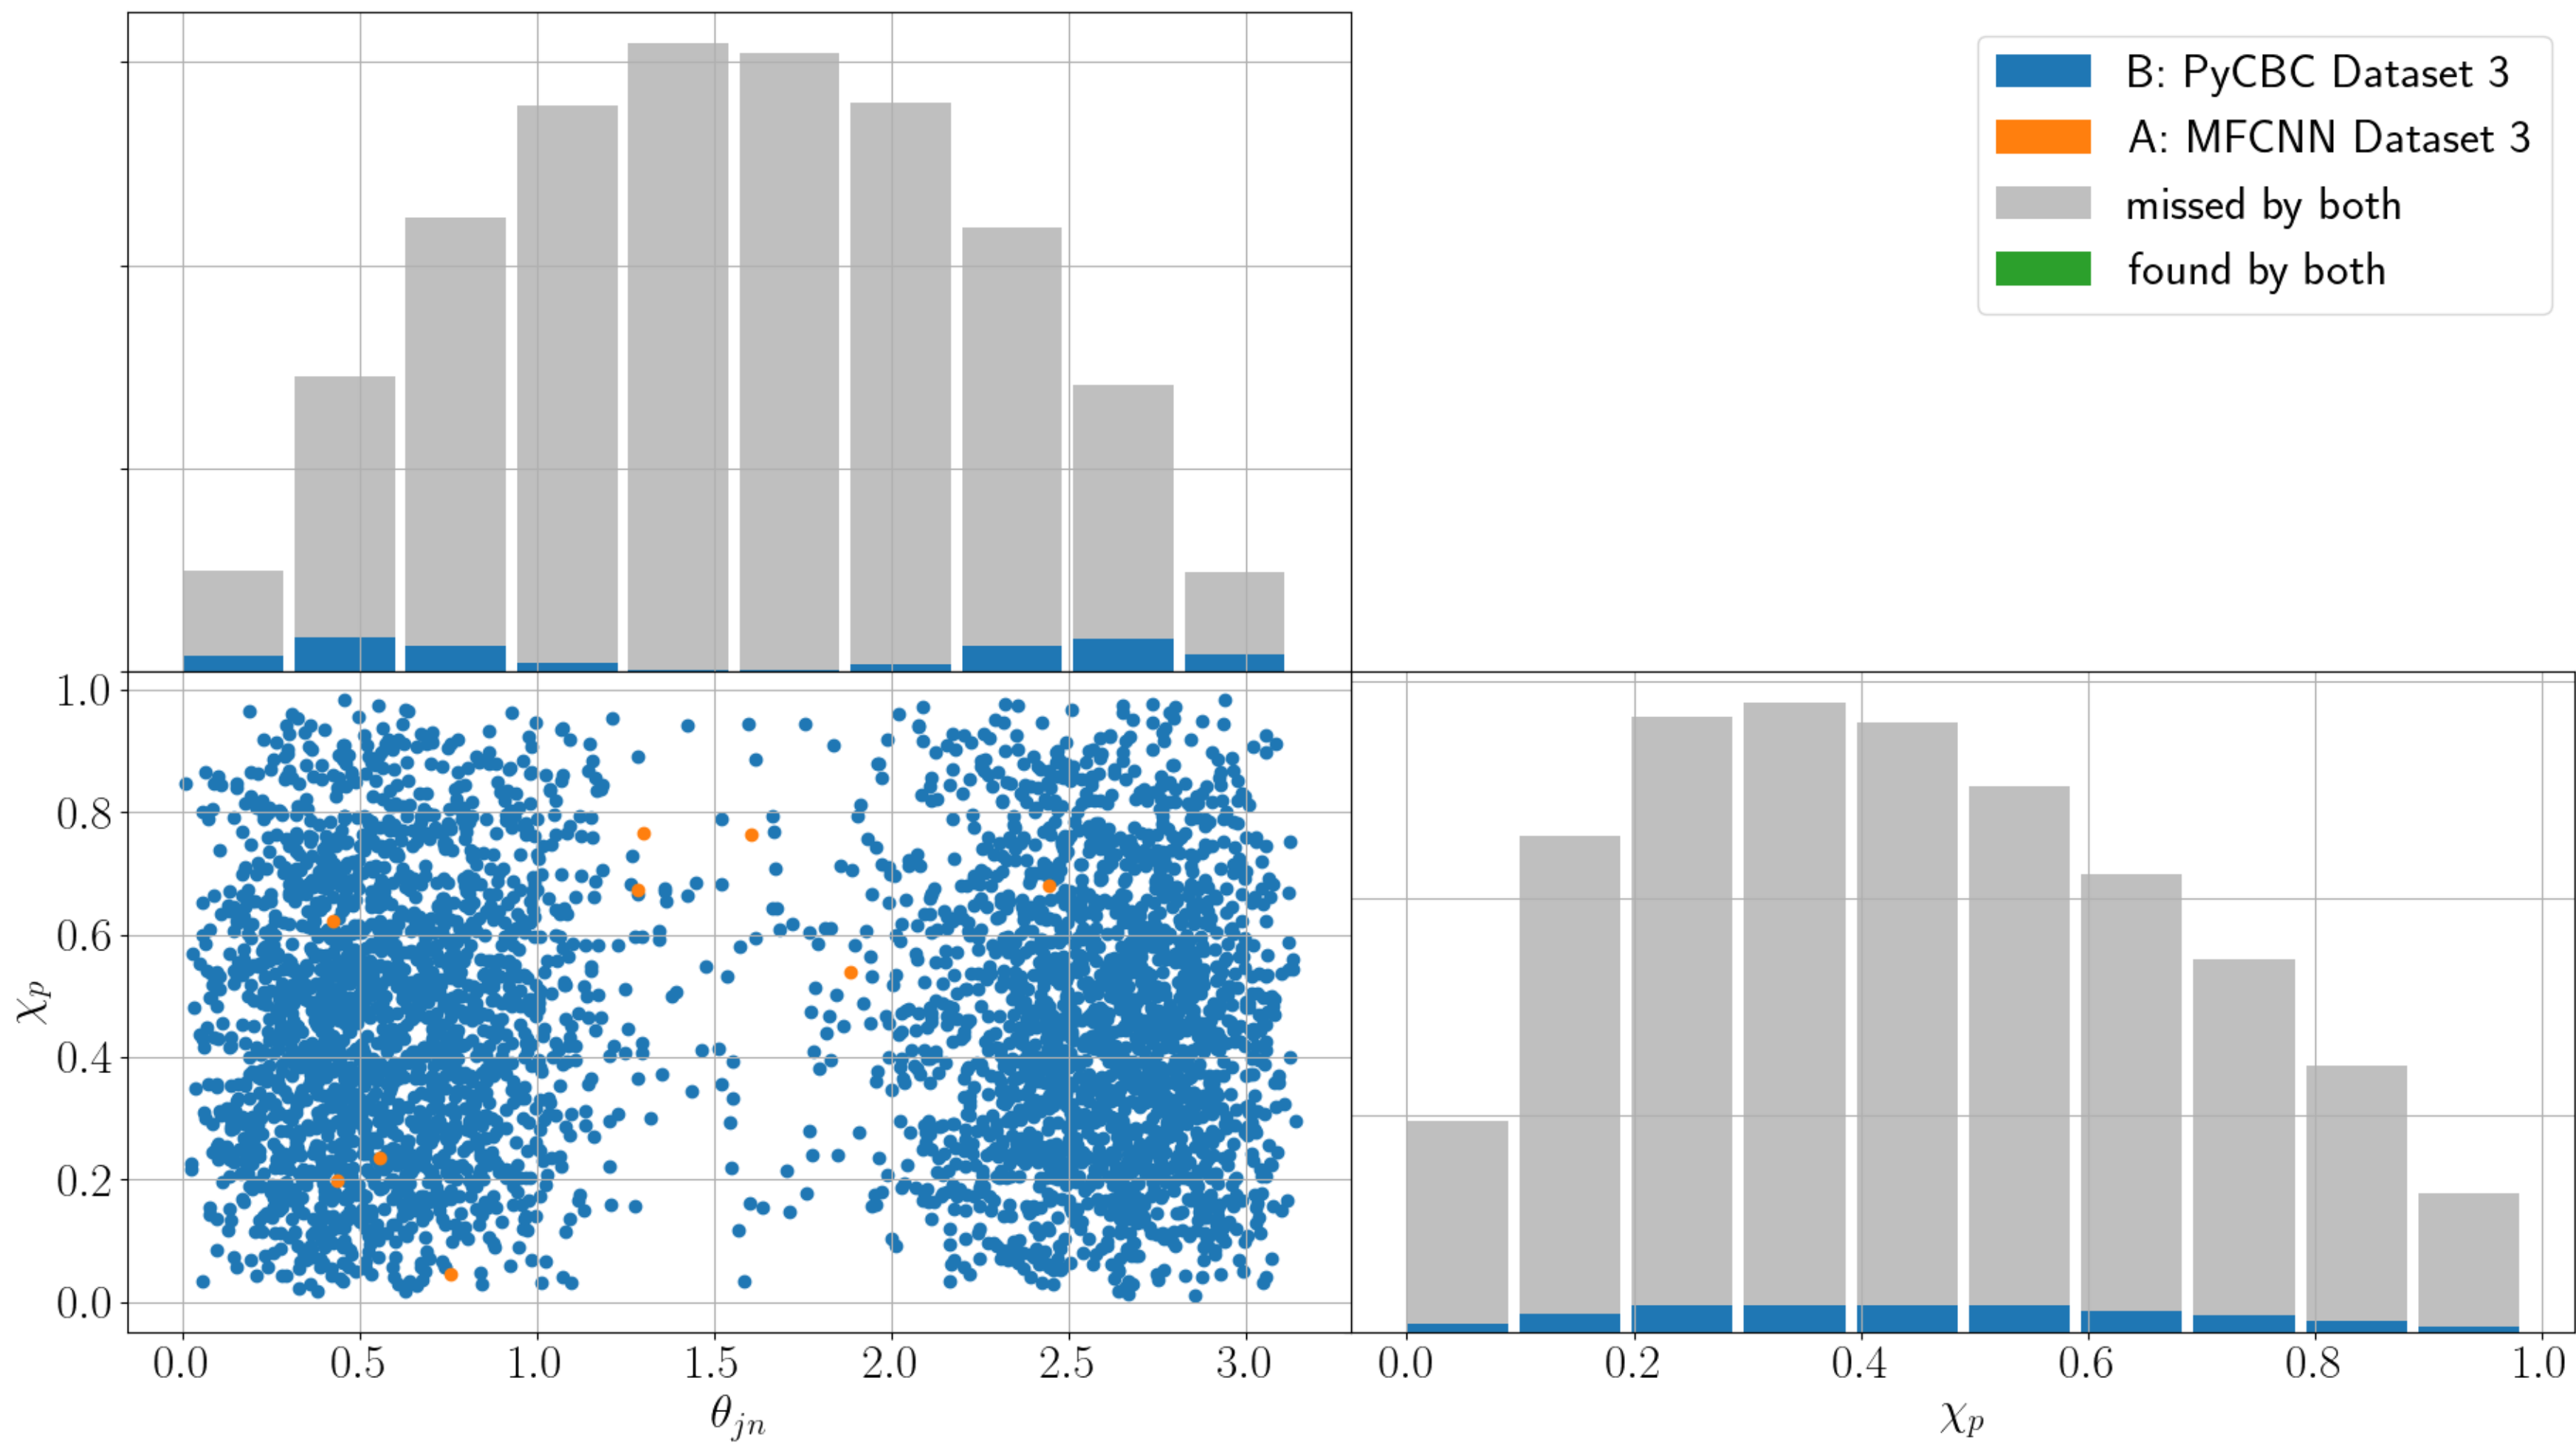 B: PyCBC Dataset 3
A: MFCNN Dataset 3
missed by both
found by both
1.0
0.8
0.6
0.4
0.2
0.0
χp
0.0 0.5 1.0 1.5 2.0 2.5 3.0
θjn
0.0 0.2 0.4 0.6 0.8 1.0
χp